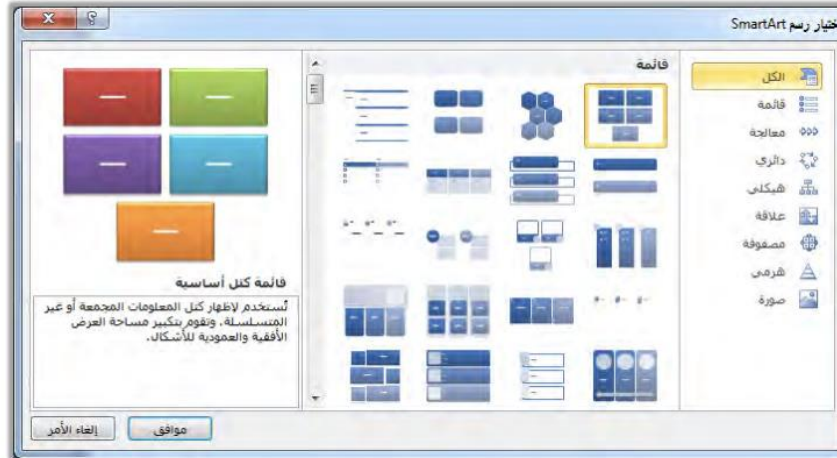 ختيار رسم SmartArt
الكل
قائمة
معالجة
دائري
هيكلي
علاقة
مصفوفة
هرمي
صورة
قائمة
قائمة كتل أساسية
تُستخدم لإظهار كتل المعلومات المجمعة أو غير
المتسلسلة. وتقوم بتكبير مساحة العرض
الأفقية والعمودية للأشكال.
موافق
إلغاء الأمر